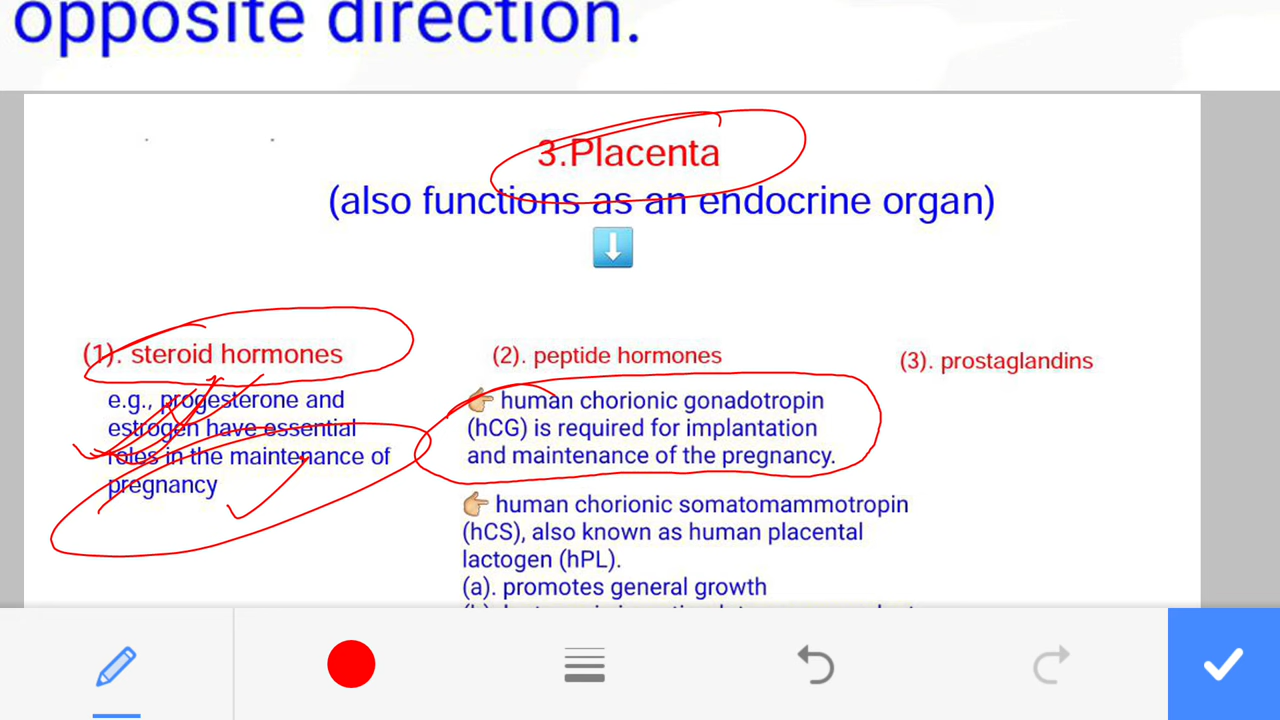 opposite direction.
3.Placenta
(also functions as an endocrine organ)
(1). steroid hormones
e.g., progesterone and
estrogen have essential
roles in the maintenance of
pregnancy
(2). peptide hormones
human chorionic gonadotropin
(hCG) is required for implantation
and maintenance of the pregnancy.
human chorionic somatomammotropin
(hCS), also known as human placental
lactogen (hPL).
(a). promotes general growth
(3). prostaglandins